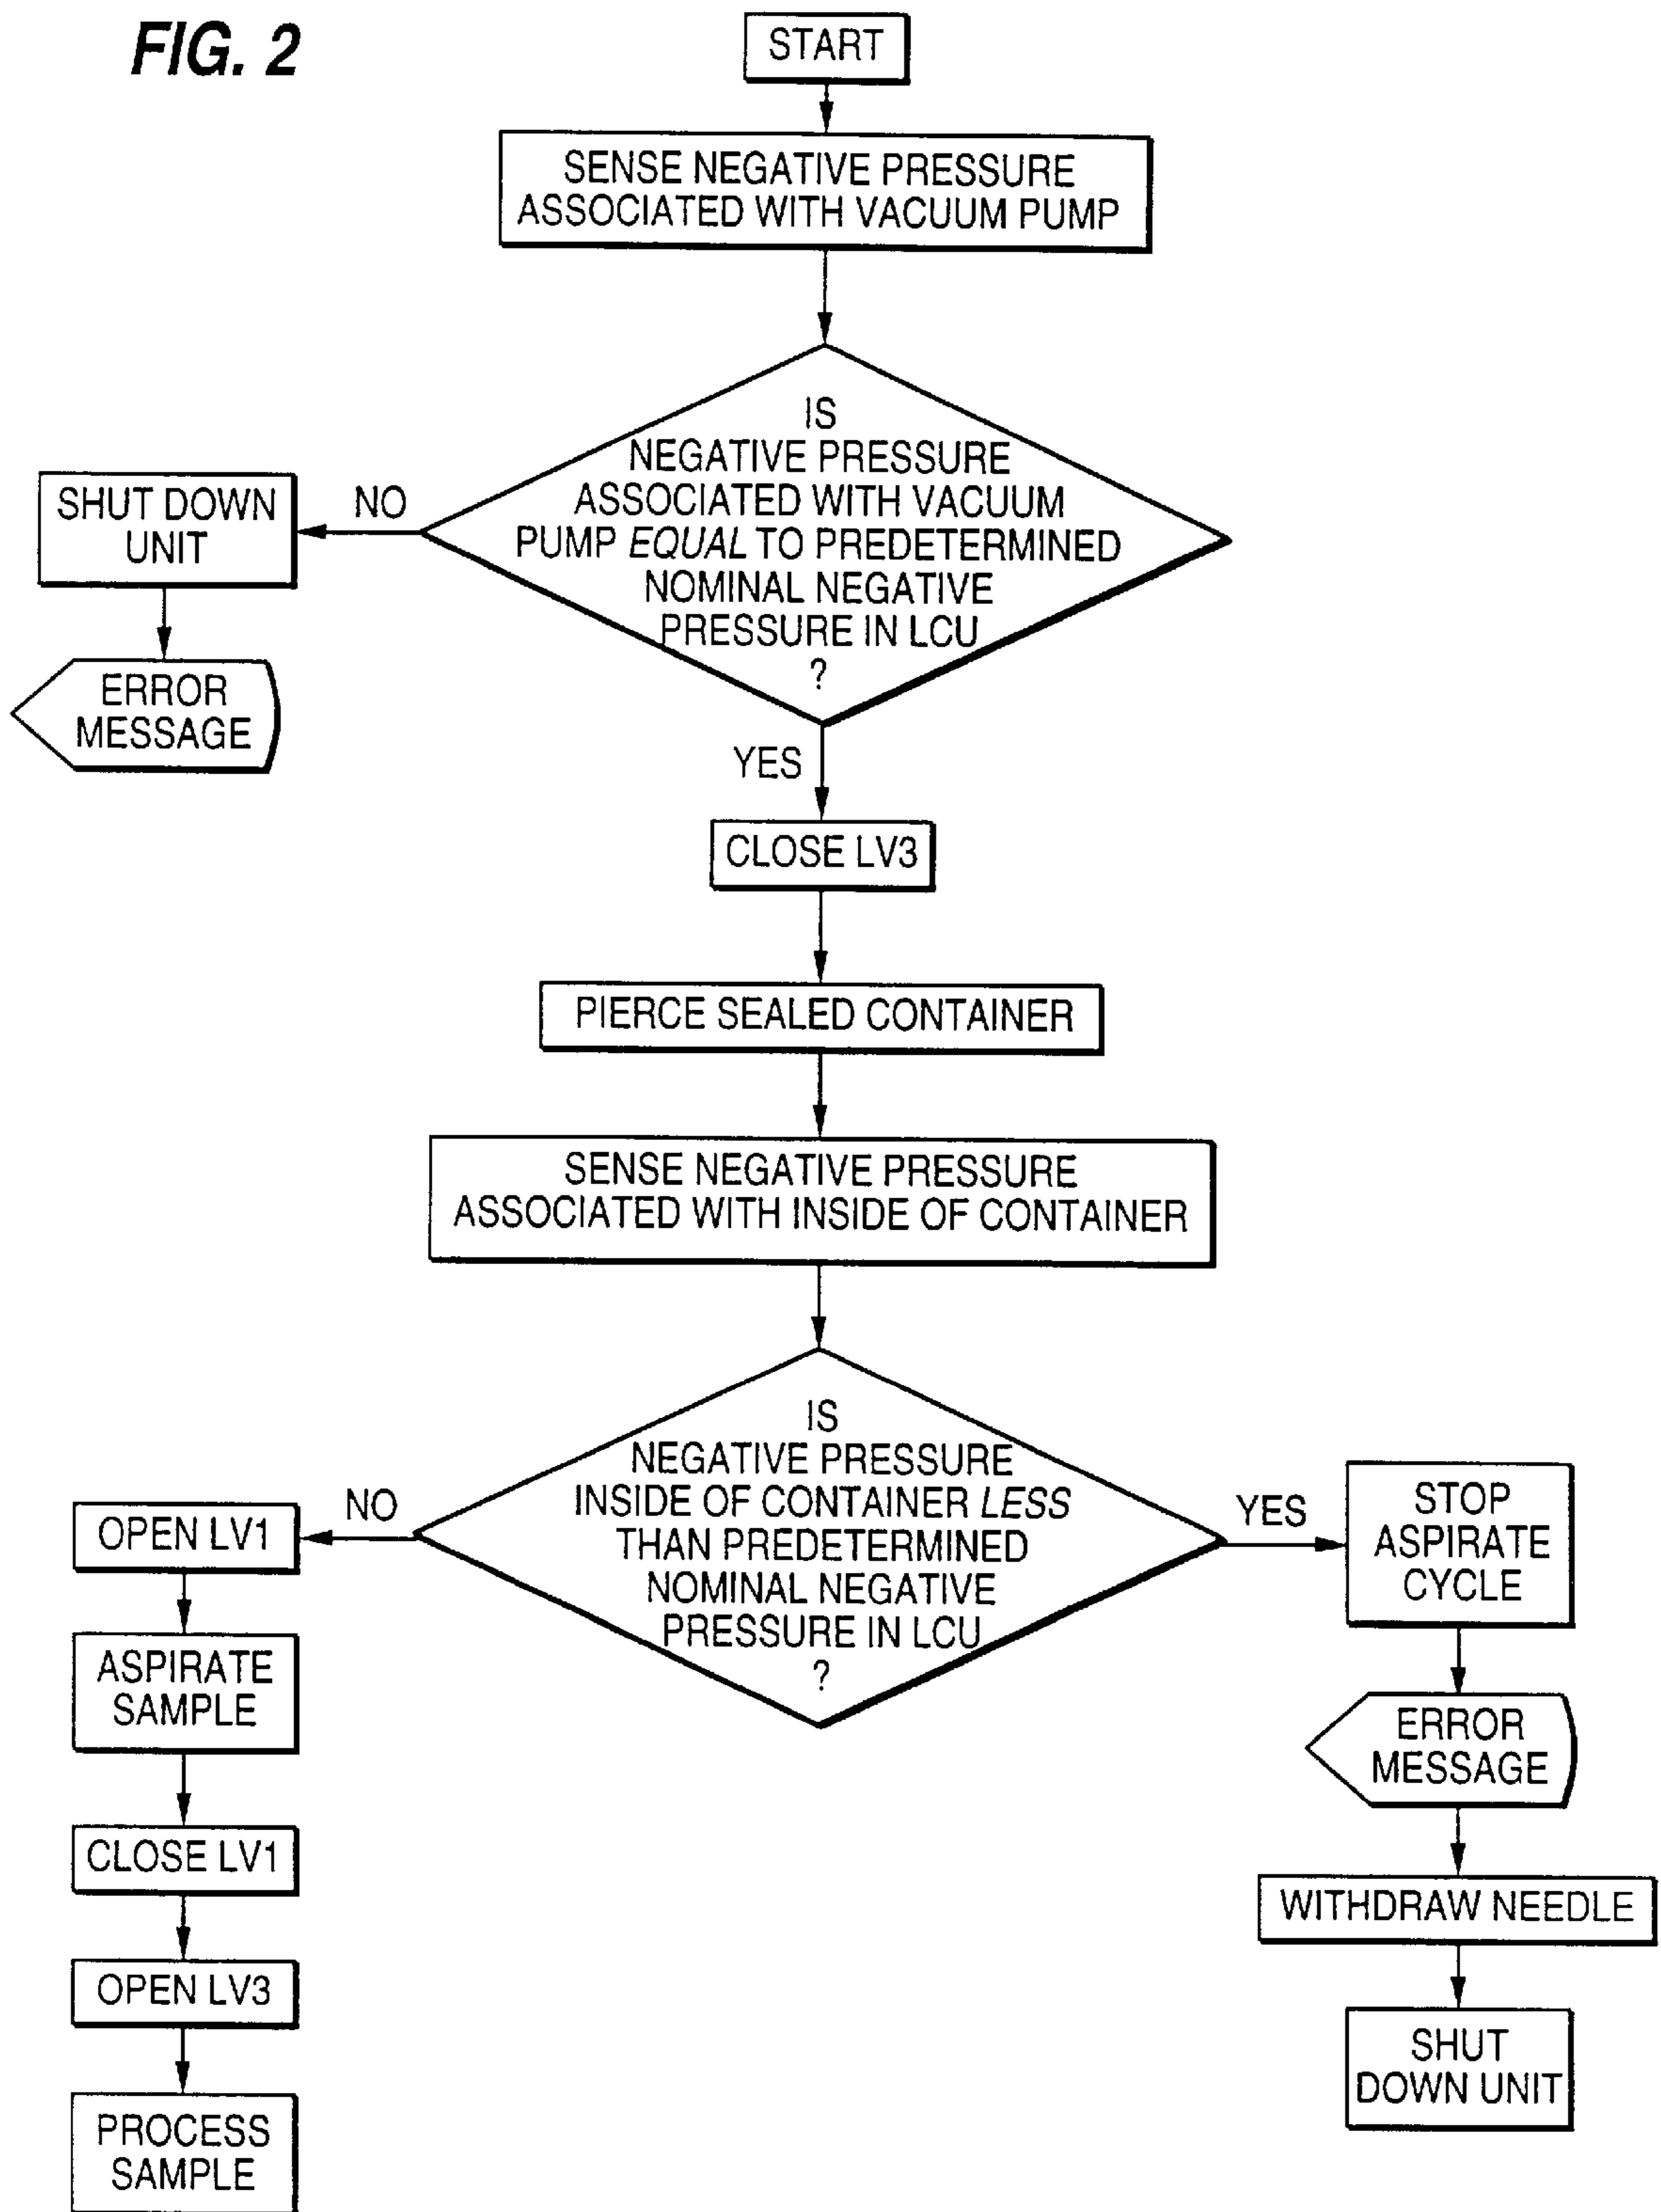 FIG. 2
START
SENSE NEGATIVE PRESSURE
ASSOCIATED WITH VACUUM PUMP
IS
NEGATIVE PRESSURE
ASSOCIATED WITH VACUUM
PUMP EQUAL TO PREDETERMINED
NOMINAL NEGATIVE
PRESSURE IN LCU
?
NO
SHUT DOWN
UNIT
ERROR
MESSAGE
YES
CLOSE LV3
PIERCE SEALED CONTAINER
SENSE NEGATIVE PRESSURE
ASSOCIATED WITH INSIDE OF CONTAINER
IS
NEGATIVE PRESSURE
INSIDE OF CONTAINER LESS
THAN PREDETERMINED
NOMINAL NEGATIVE
PRESSURE IN LCU
?
NO
OPEN LV1
ASPIRATE
SAMPLE
CLOSE LV1
OPEN LV3
PROCESS
SAMPLE
YES
STOP
ASPIRATE
CYCLE
ERROR
MESSAGE
WITHDRAW NEEDLE
SHUT
DOWN UNIT